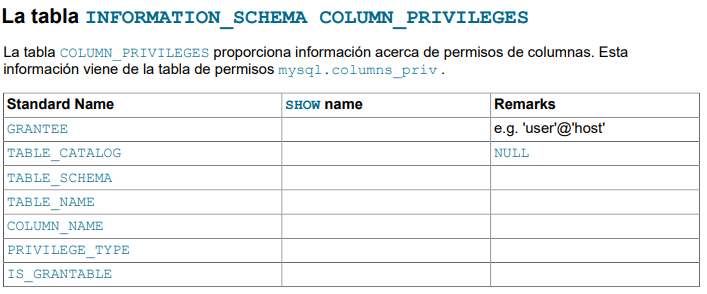 La tabla INFORMATION_SCHEMA COLUMN_PRIVILEGES
La tabla COLUMN_PRIVILEGES proporciona información acerca de permisos de columnas. Esta
información viene de la tabla de permisos mysql.columns_priv .
Standard Name SHOW name Remarks
GRANTEE e.g. 'user'@'host'
TABLE_CATALOG NULL
TABLE_SCHEMA
TABLE_NAME
COLUMN_NAME
PRIVILEGE_TYPE
IS_GRANTABLE